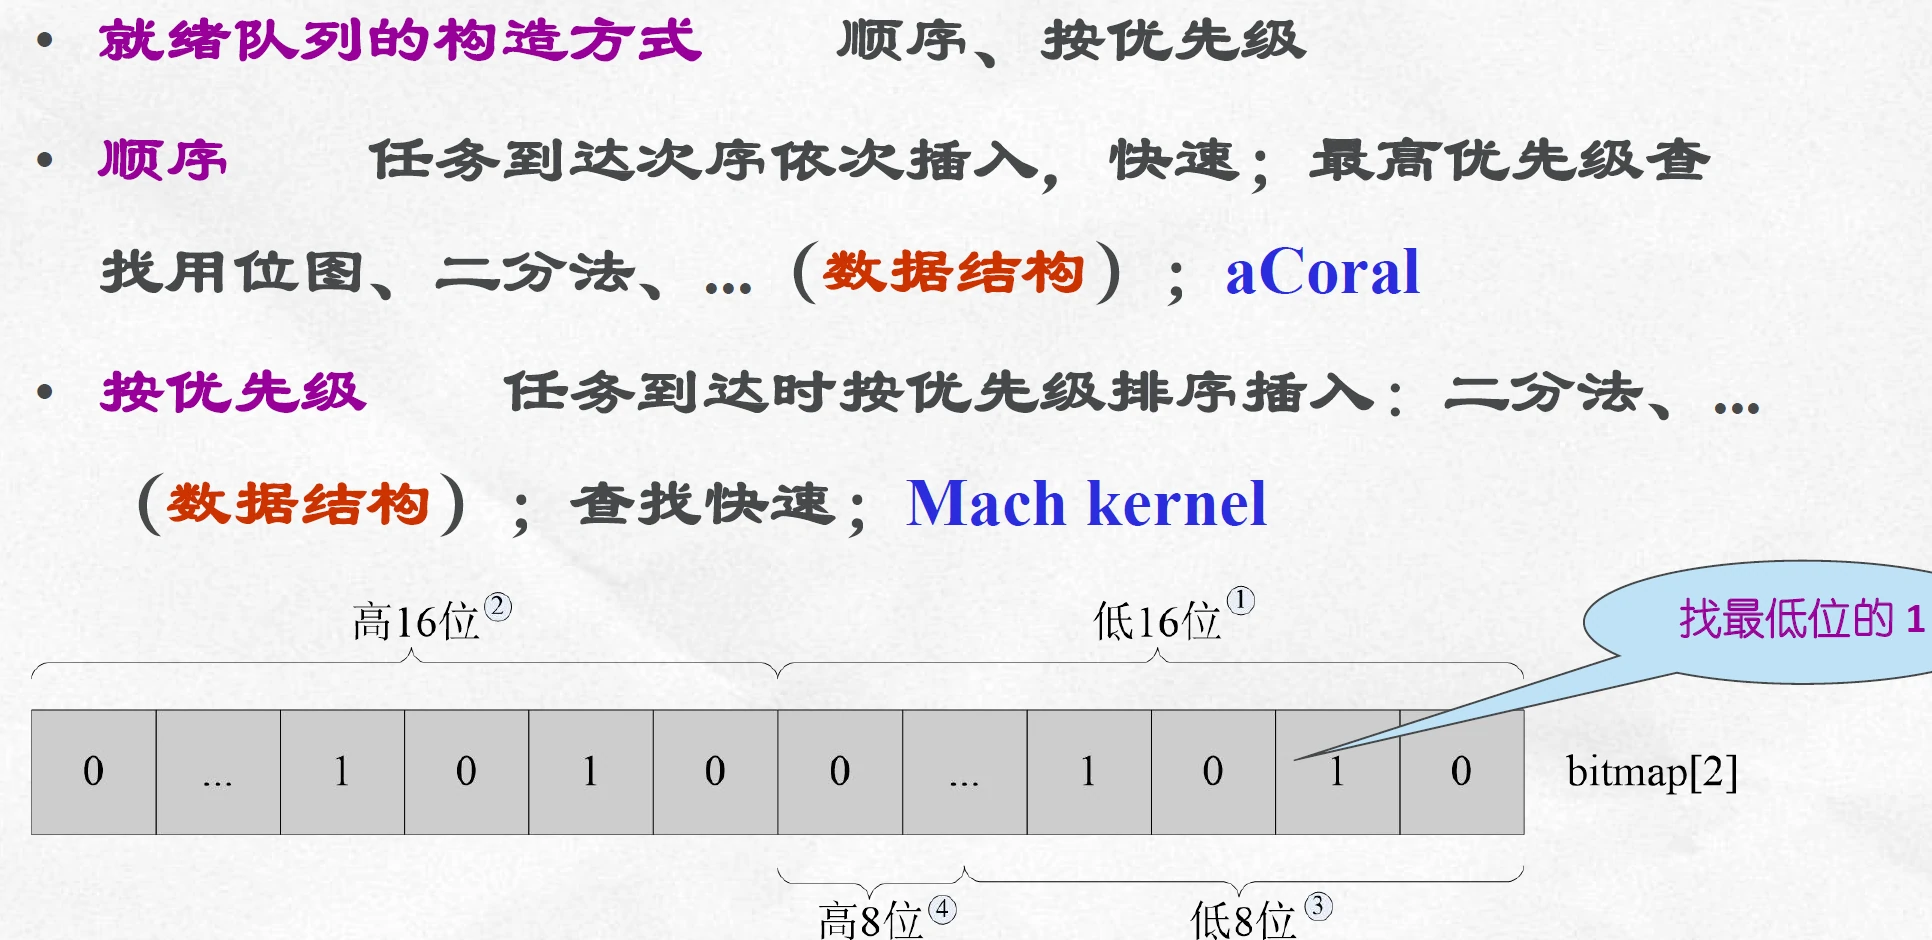 • 就绪队列的构造方式 顺序、按优先级
• 顺序 任务到达次序依次插入，快速；最高优先级查
找用位图、二分法、...（数据结构）；aCoral
• 按优先级 任务到达时按优先级排序插入：二分法、...
（数据结构）；查找快速；Mach kernel
高16位② 低16位①
找最低位的 1
0 ... 1 0 1 0 0 ... 1 0 1 0 bitmap[2]
高8位④ 低8位③